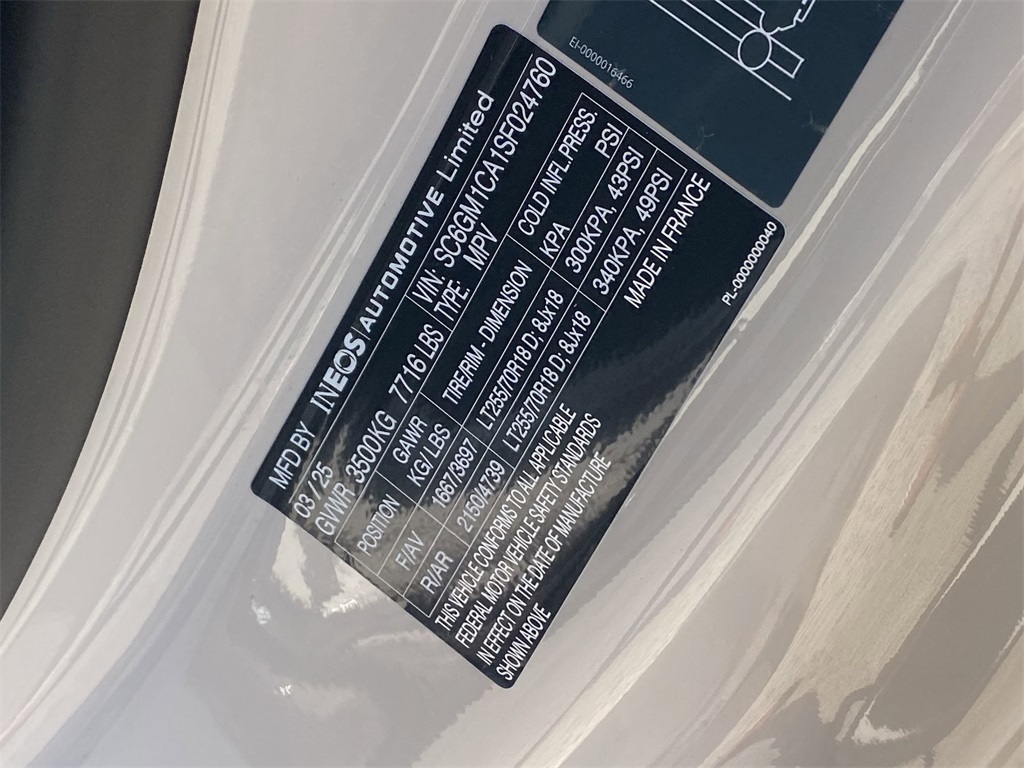 EI-0000016466
MFD BY INEOS AUTOMOTIVE Limited
03 / 25 VIN: SC6GM1CA1SF024760
GVWR 3500KG 7716 LBS TYPE: MPV
POSITION GAWR KG/LBS TIRE/RIM - DIMENSION COLD INFL.PRESS KPA PSI
F/AV 1667/3697 LT255/70R18 D; 8Jx18 300KPA, 43PSI
R/AR 2150/4739 LT255/70R18 D; 8Jx18 340KPA, 49PSI
THIS VEHICLE CONFORMS TO ALL APPLICABLE
FEDERAL MOTOR VEHICLE SAFETY STANDARDS
IN EFFECT ON THE DATE OF MANUFACTURE
SHOWN ABOVE
MADE IN FRANCE
PL-0000000040